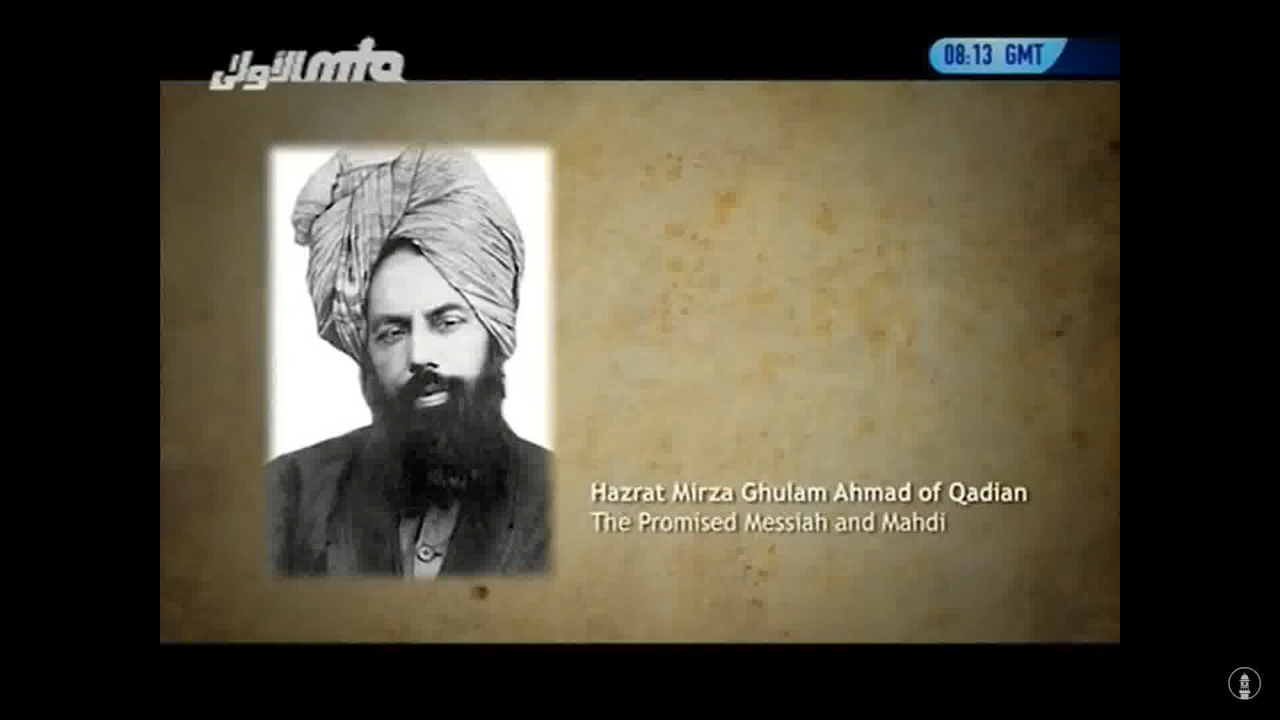 mta الأولى
08:13 GMT
Hazrat Mirza Ghulam Ahmad of Qadian
The Promised Messiah and Mahdi